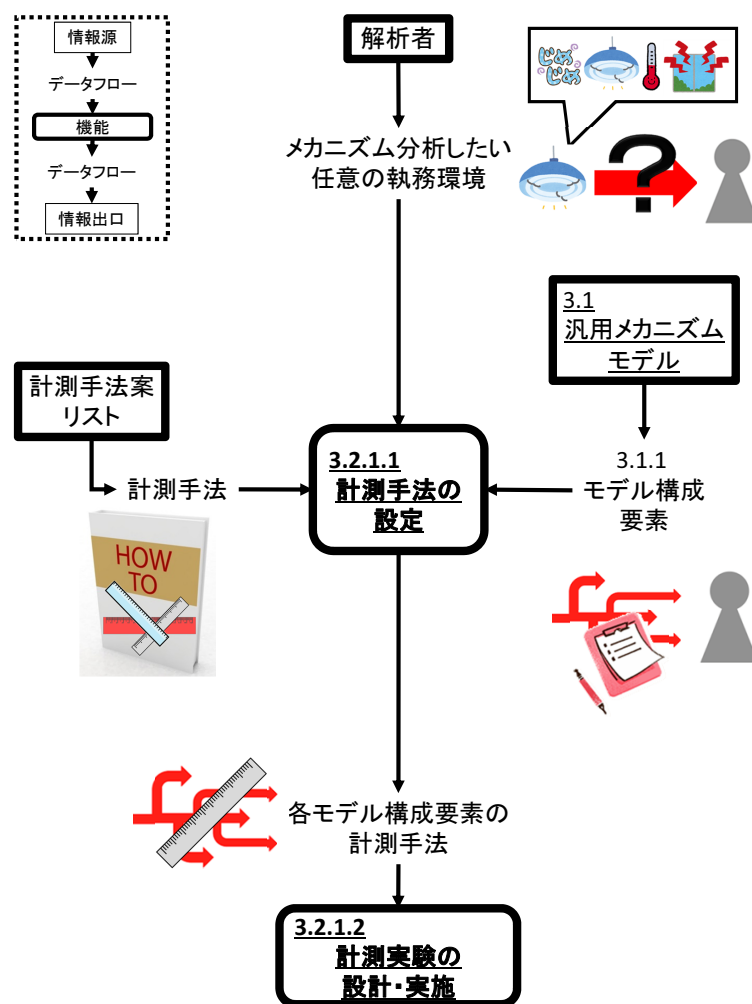 情報源
データフロー
機能
データフロー
情報出口
解析者
じめ
じめ
メカニズム分析したい
任意の執務環境
?
3.1
汎用メカニズム
モデル
計測手法案
リスト
計測手法
HOW
TO
3.2.1.1
計測手法の
設定
3.1.1
モデル構成
要素
各モデル構成要素の
計測手法
3.2.1.2
計測実験の
設計・実施